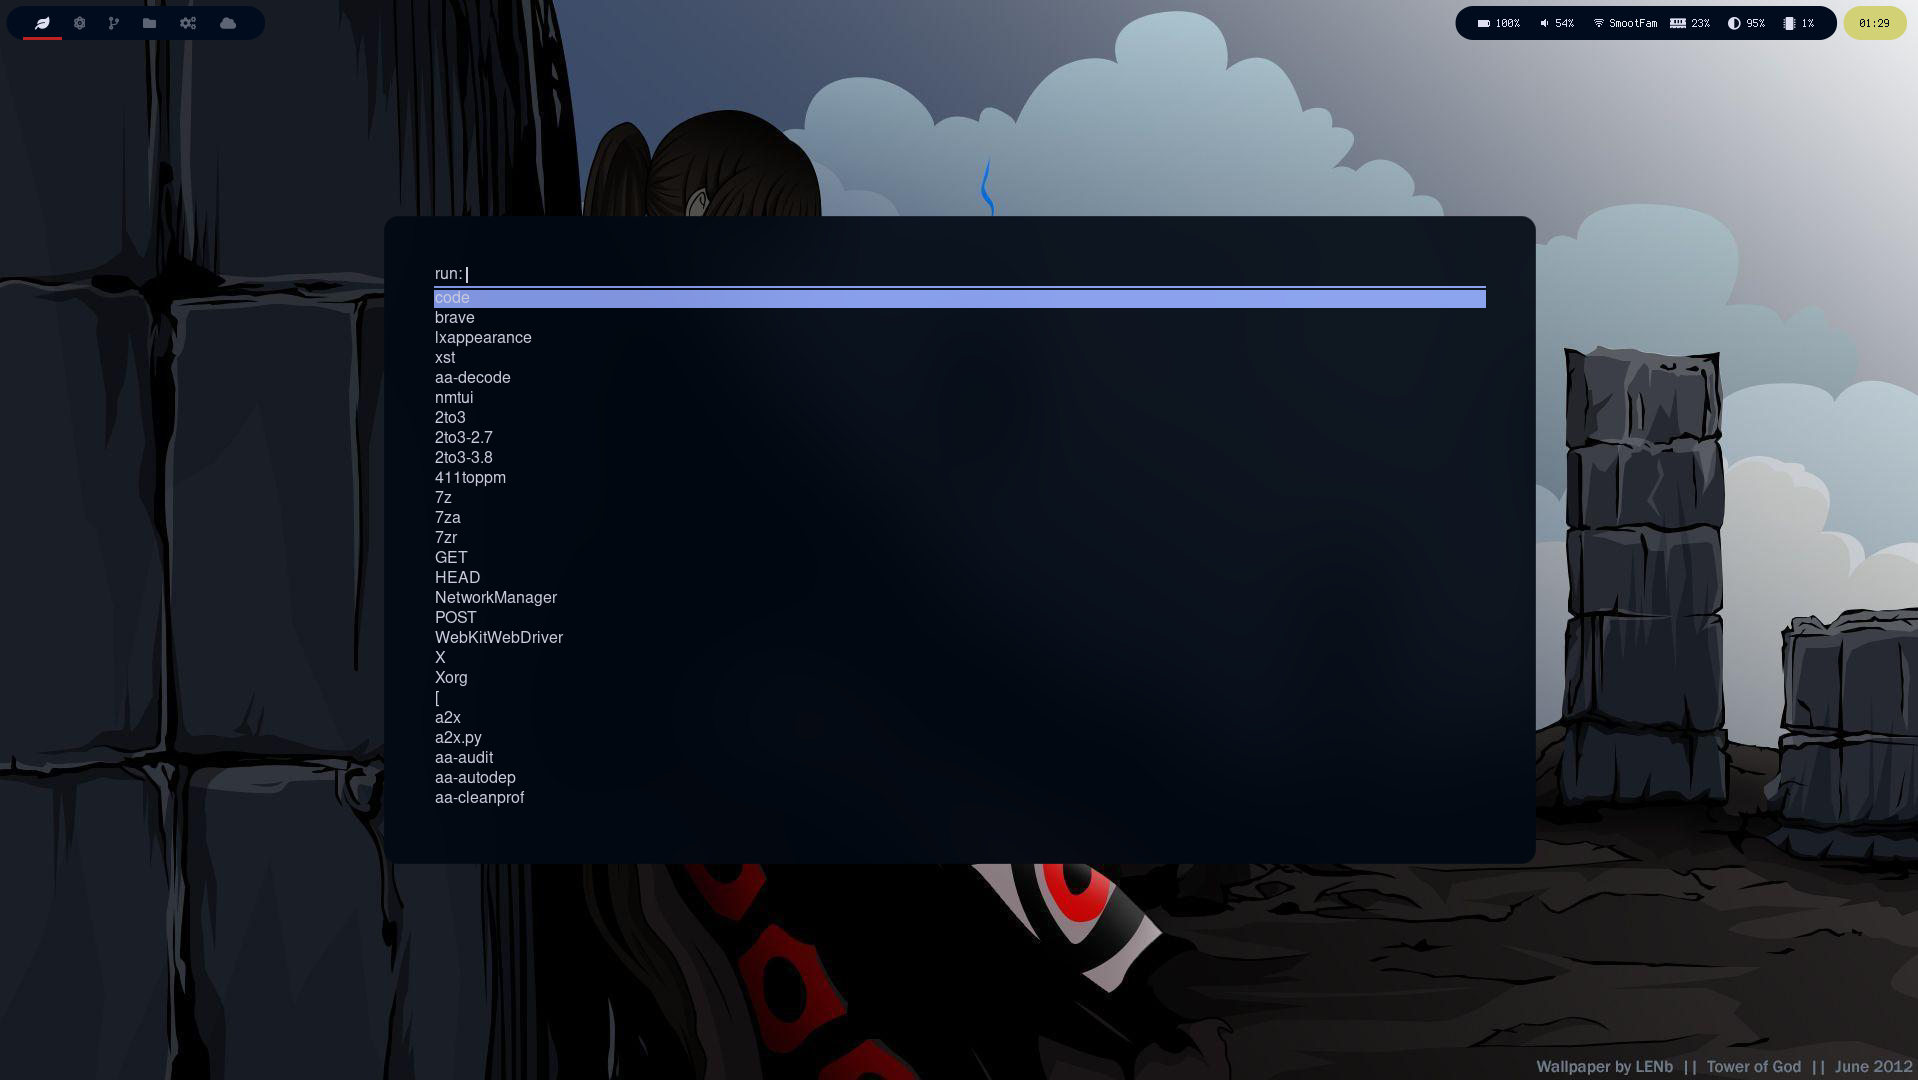 100% 54% SmootFam 23% 95% 1% 01:29
run:
code
brave
lxappearance
xst
aa-decode
nmtui
2to3
2to3-2.7
2to3-3.8
411toppm
7z
7za
7zr
GET
HEAD
NetworkManager
POST
WebKitWebDriver
X
Xorg
[
a2x
a2x.py
aa-audit
aa-autodep
aa-cleanprof
Wallpaper by LENb || Tower of God || June 2012